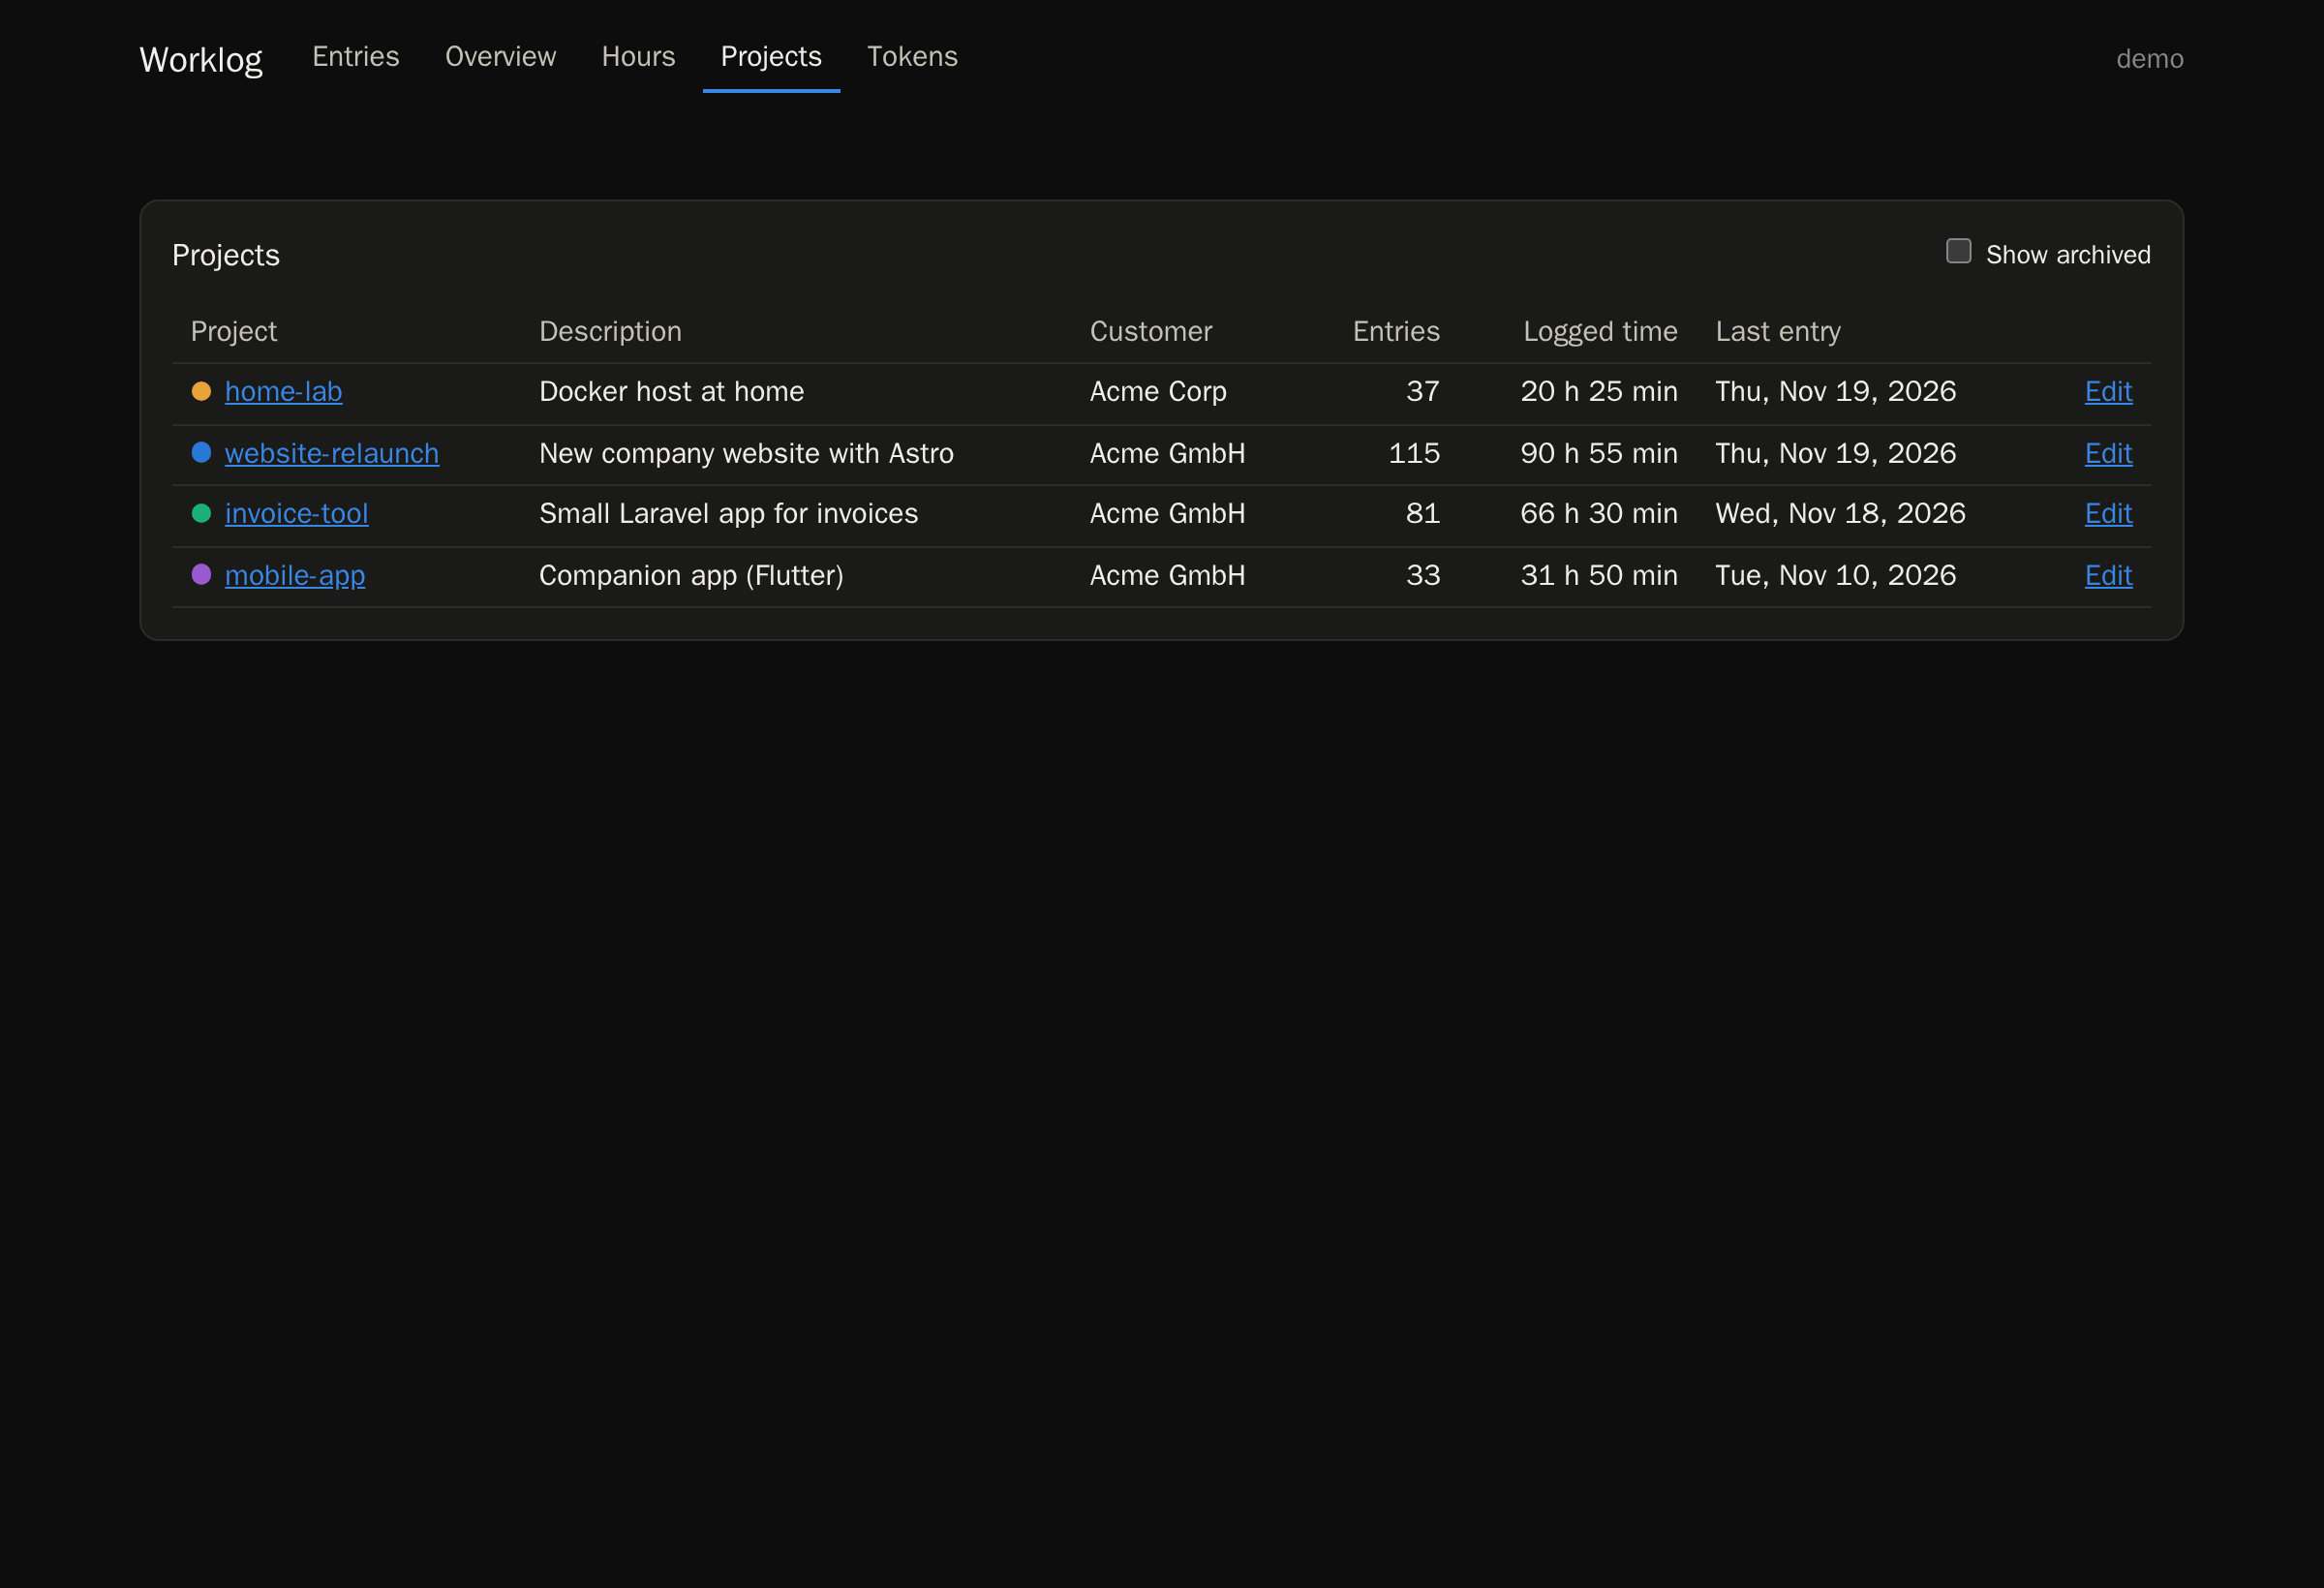 Worklog Entries Overview Hours Projects Tokens demo
Projects Show archived
Project Description Customer Entries Logged time Last entry
home-lab Docker host at home Acme Corp 37 20 h 25 min Thu, Nov 19, 2026 Edit
website-relaunch New company website with Astro Acme GmbH 115 90 h 55 min Thu, Nov 19, 2026 Edit
invoice-tool Small Laravel app for invoices Acme GmbH 81 66 h 30 min Wed, Nov 18, 2026 Edit
mobile-app Companion app (Flutter) Acme GmbH 33 31 h 50 min Tue, Nov 10, 2026 Edit